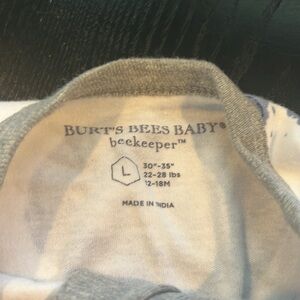 BURT'S BEES BABY®
beekeeper™
L
30"-35"
22-28 lbs
12-18M
MADE IN INDIA